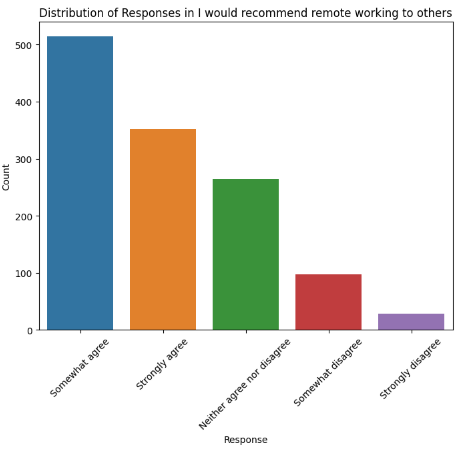 Distribution of Responses in I would recommend remote working to others
500
400
300
200
100
0
Count
Somewhat agree
Strongly agree
Neither agree nor disagree
Somewhat disagree
Strongly disagree
Response